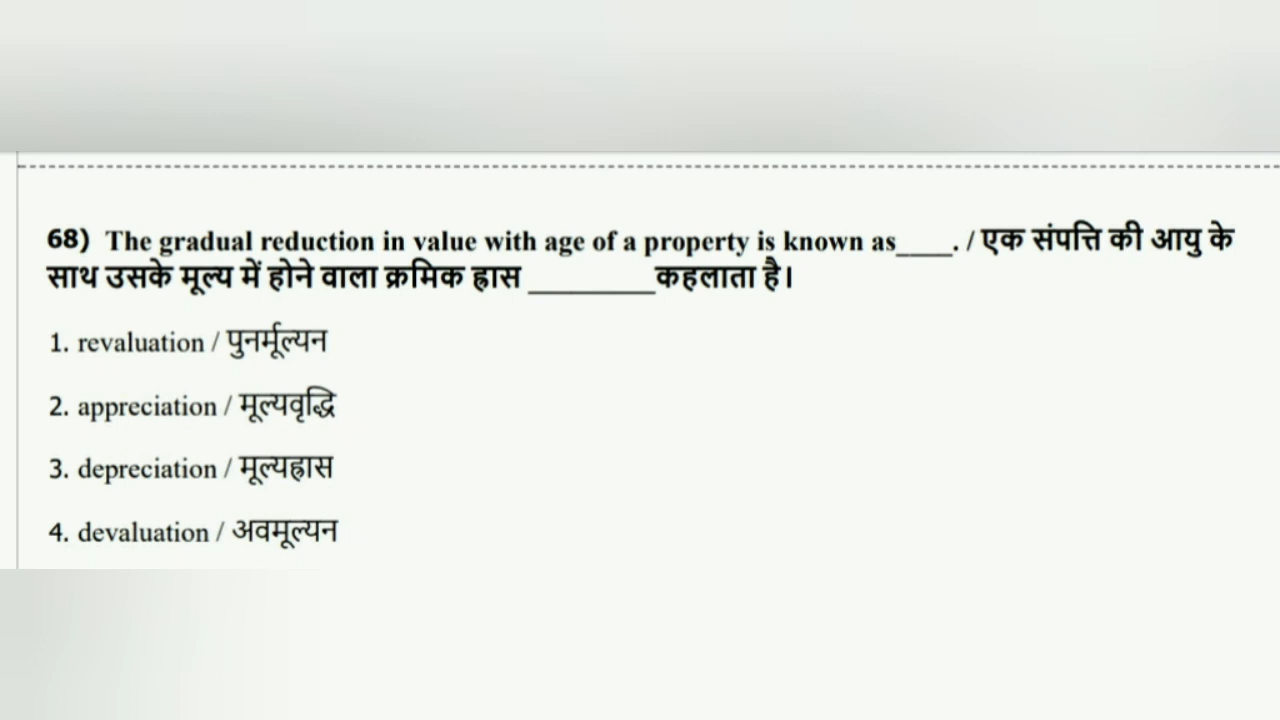 68) The gradual reduction in value with age of a property is known as____. / एक संपत्ति की आयु के
साथ उसके मूल्य में होने वाला क्रमिक ह्रास _________कहलाता है।
1. revaluation / पुनर्मूल्यन
2. appreciation / मूल्यवृद्धि
3. depreciation / मूल्यह्रास
4. devaluation / अवमूल्यन